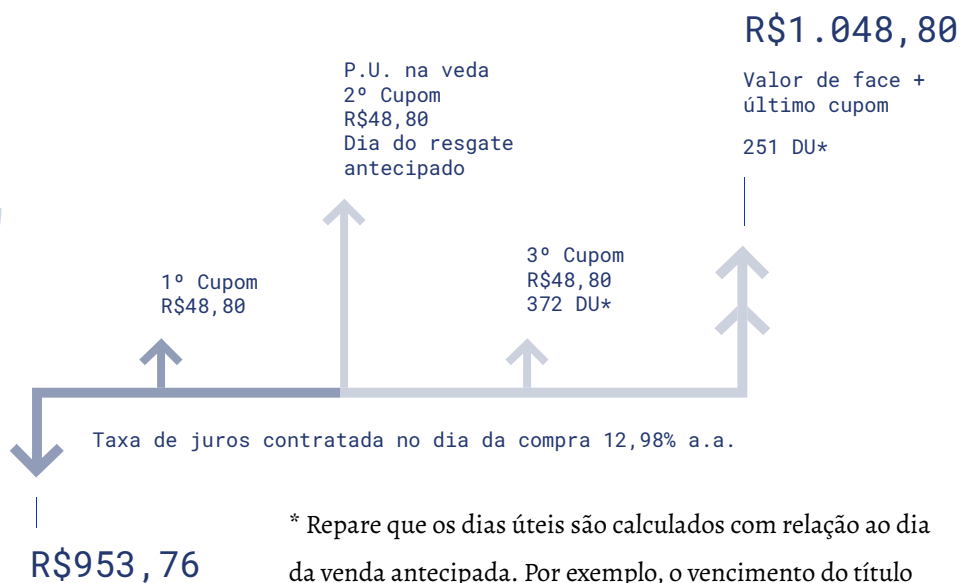 R$1.048,80
Valor de face +
último cupom
251 DU*
P.U. na veda
2º Cupom
R$48,80
Dia do resgate
antecipado
1º Cupom
R$48,80
3º Cupom
R$48,80
372 DU*
Taxa de juros contratada no dia da compra 12,98% a.a.
R$953,76
* Repare que os dias úteis são calculados com relação ao dia
da venda antecipada. Por exemplo, o vencimento do título